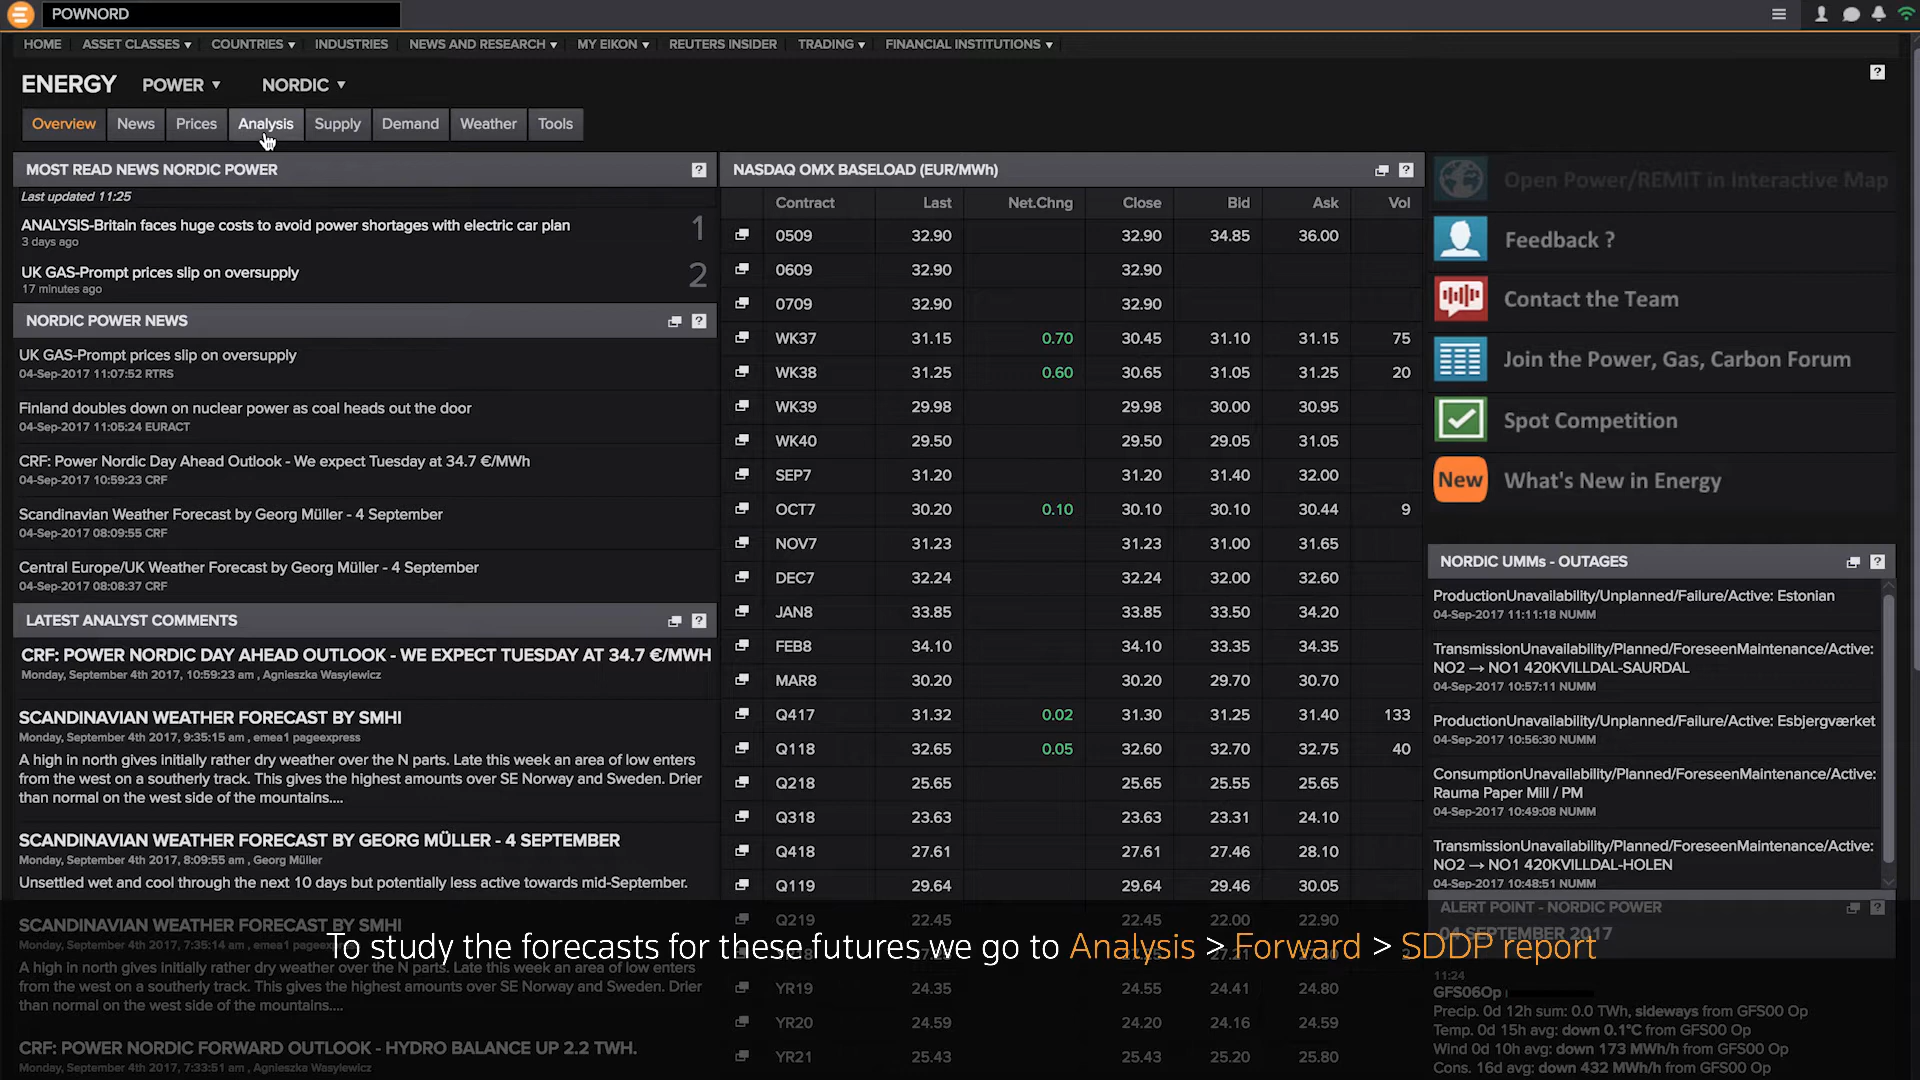 POWNORD
HOME ASSET CLASSES COUNTRIES INDUSTRIES NEWS AND RESEARCH MY EIKON REUTERS INSIDER TRADING FINANCIAL INSTITUTIONS
ENERGY POWER NORDIC
Overview News Prices Analysis Supply Demand Weather Tools
MOST READ NEWS NORDIC POWER
Last updated 11:25
ANALYSIS-Britain faces huge costs to avoid power shortages with electric car plan 1
3 days ago
UK GAS-Prompt prices slip on oversupply 2
17 minutes ago
NORDIC POWER NEWS
UK GAS-Prompt prices slip on oversupply
04-Sep-2017 11:07:52 RTRS
Finland doubles down on nuclear power as coal heads out the door
04-Sep-2017 11:05:24 EURACT
CRF: Power Nordic Day Ahead Outlook - We expect Tuesday at 34.7 €/MWh
04-Sep-2017 10:59:23 CRF
Scandinavian Weather Forecast by Georg Müller - 4 September
04-Sep-2017 08:09:55 CRF
Central Europe/UK Weather Forecast by Georg Müller - 4 September
04-Sep-2017 08:08:37 CRF
LATEST ANALYST COMMENTS
CRF: POWER NORDIC DAY AHEAD OUTLOOK - WE EXPECT TUESDAY AT 34.7 €/MWH
Monday, September 4th 2017, 10:59:23 am , Agnieszka Wasylewicz
SCANDINAVIAN WEATHER FORECAST BY SMHI
Monday, September 4th 2017, 9:35:15 am , emea1 pageexpress
A high in north gives initially rather dry weather over the N parts. Late this week an area of low enters
from the west on a southerly track. This gives the highest amounts over SE Norway and Sweden. Drier
than normal on the west side of the mountains....
SCANDINAVIAN WEATHER FORECAST BY GEORG MÜLLER - 4 SEPTEMBER
Monday, September 4th 2017, 8:09:55 am , Georg Müller
Unsettled wet and cool through the next 10 days but potentially less active towards mid-September.
SCANDINAVIAN WEATHER FORECAST BY SMHI
Monday, September 4th 2017, 7:35:14 am , emea1
A high in north gives initially rather dry weather over the N parts. Late this week an area of low enters
from the west on a southerly track. This gives the highest amounts over SE Norway and Sweden. Drier
than normal on the west side of the mountains....
CRF: POWER NORDIC FORWARD OUTLOOK - HYDRO BALANCE UP 2.2 TWH.
Monday, September 4th 2017, 7:33:51 am , Agnieszka Wasylewicz
NASDAQ OMX BASELOAD (EUR/MWh)
Contract Last Net.Chng Close Bid Ask Vol
0509 32.90 32.90 34.85 36.00
0609 32.90 32.90
0709 32.90 32.90
WK37 31.15 0.70 30.45 31.10 31.15 75
WK38 31.25 0.60 30.65 31.05 31.25 20
WK39 29.98 29.98 30.00 30.95
WK40 29.50 29.50 29.05 31.05
SEP7 31.20 31.20 31.40 32.00
OCT7 30.20 0.10 30.10 30.10 30.44 9
NOV7 31.23 31.23 31.00 31.65
DEC7 32.24 32.24 32.00 32.60
JAN8 33.85 33.85 33.50 34.20
FEB8 34.10 34.10 33.35 34.35
MAR8 30.20 30.20 29.70 30.70
Q417 31.32 0.02 31.30 31.25 31.40 133
Q118 32.65 0.05 32.60 32.70 32.75 40
Q218 25.65 25.65 25.55 25.65
Q318 23.63 23.63 23.31 24.10
Q418 27.61 27.61 27.46 28.10
Q119 29.64 29.64 29.46 30.05
Q219 22.45 22.45 22.00 22.90
YR19 24.35 24.55 24.41 24.80
YR20 24.59 24.20 24.16 24.59
YR21 25.43 25.43 25.20 25.80
Open Power/REMIT in Interactive Map
Feedback ?
Contact the Team
Join the Power, Gas, Carbon Forum
Spot Competition
New What's New in Energy
NORDIC UMMs - OUTAGES
ProductionUnavailability/Unplanned/Failure/Active: Estonian
04-Sep-2017 11:11:18 NUMM
TransmissionUnavailability/Planned/ForeseenMaintenance/Active:
NO2 → NO1 420KVILLDAL-SAURDAL
04-Sep-2017 10:57:11 NUMM
ProductionUnavailability/Unplanned/Failure/Active: Esbjergværket
04-Sep-2017 10:56:30 NUMM
ConsumptionUnavailability/Planned/ForeseenMaintenance/Active:
Rauma Paper Mill / PM
04-Sep-2017 10:49:08 NUMM
TransmissionUnavailability/Planned/ForeseenMaintenance/Active:
NO2 → NO1 420KVILLDAL-HOLEN
04-Sep-2017 10:48:51 NUMM
ALERT POINT - NORDIC POWER
04 SEPTEMBER 2017
11:24
GFS06Op
Precip. 0d 12h sum: 0.0 TWh, sideways from GFS00 Op
Temp. 0d 15h avg: down 0.1°C from GFS00 Op
Wind 0d 10h avg: down 173 MWh/h from GFS00 Op
Cons. 16d avg: down 432 MWh/h from GFS00 Op
To study the forecasts for these futures we go to Analysis > Forward > SDDP report